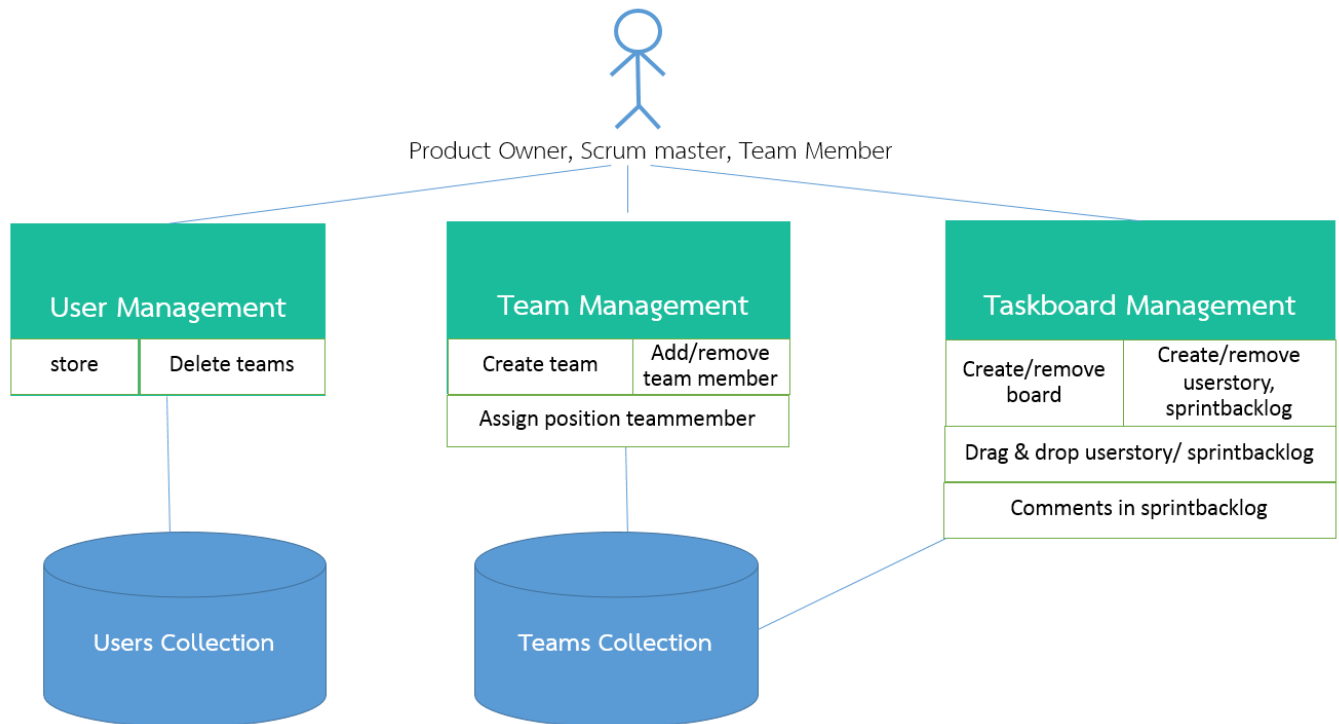 Product Owner, Scrum master, Team Member
User Management
store
Delete teams
Team Management
Create team
Add/remove
team member
Assign position teammember
Taskboard Management
Create/remove
board
Create/remove
userstory,
sprintbacklog
Drag & drop userstory/ sprintbacklog
Comments in sprintbacklog
Users Collection
Teams Collection